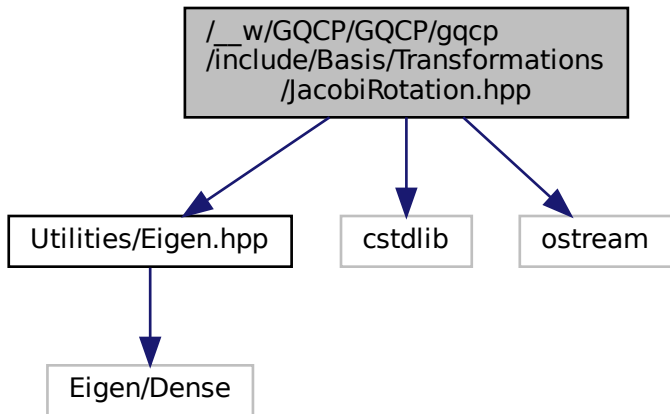 /__w/GQCP/GQCP/gqcp
/include/Basis/Transformations
/JacobiRotation.hpp
Utilities/Eigen.hpp
cstdlib
ostream
Eigen/Dense